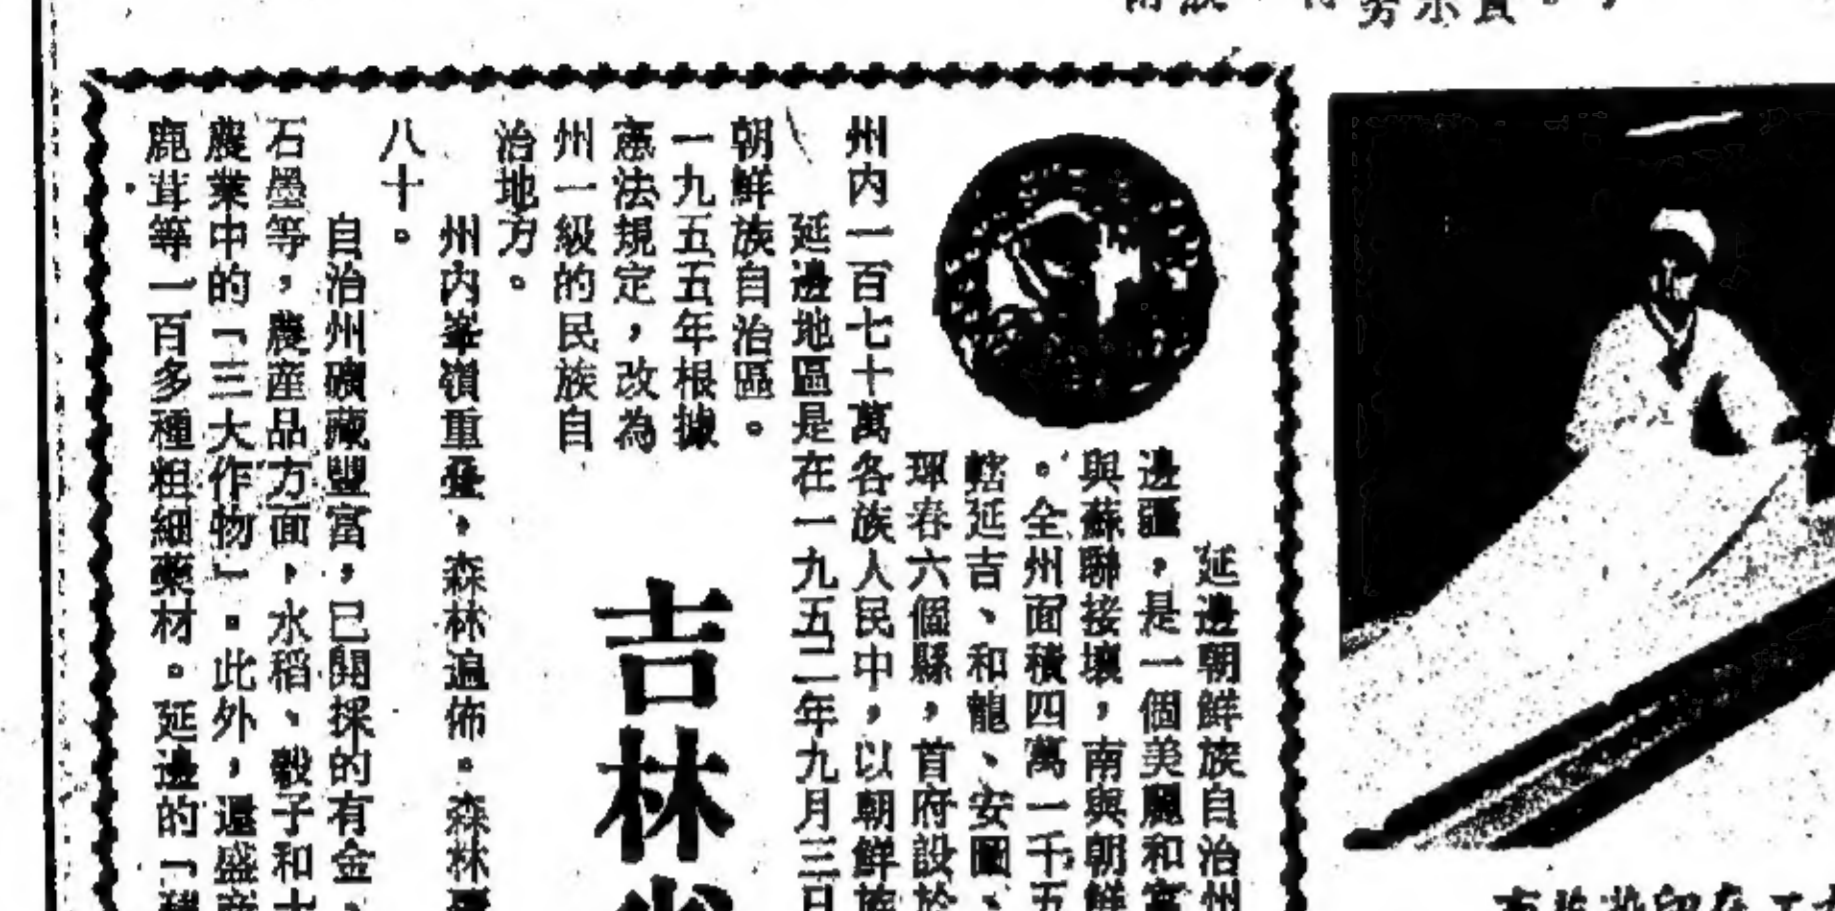 延邊朝鮮族自治州
邊疆，是一個美麗和富
與蘇聯接壤，南與朝鮮
。全州面積四萬一千五
轄延吉、和龍、安圖、
琿春六個縣，首府設於
州内一百七十萬各族人民中，以朝鮮族
延邊地區是在一九五二年九月三日
朝鮮族自治區。
一九五五年根據
憲法規定，改為
州一級的民族自
治地方。
吉林省
州内峯嶺重叠，森林遍佈。森林覆
八十。
自治州礦藏豐富，已開採的有金、
石墨等，農産品方面，水稻、穀子和大
農業中的「三大作物」。此外，還盛産
鹿茸等一百多種粗細藥材。延邊的「